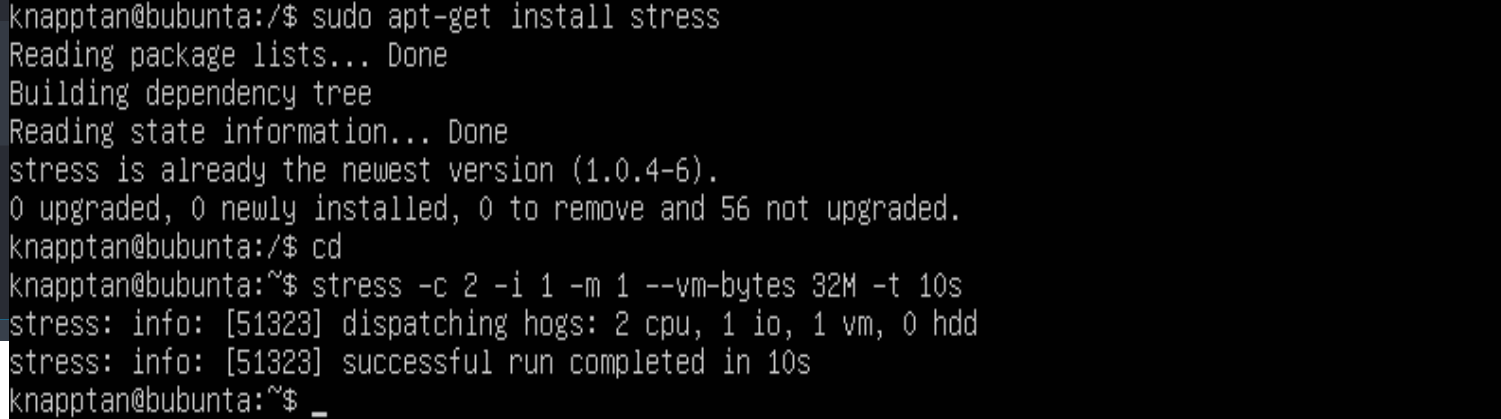 knapptan@bubunta:/$ sudo apt-get install stress
Reading package lists... Done
Building dependency tree
Reading state information... Done
stress is already the newest version (1.0.4-6).
0 upgraded, 0 newly installed, 0 to remove and 56 not upgraded.
knapptan@bubunta:/$ cd
knapptan@bubunta:~$ stress -c 2 -i 1 -m 1 --vm-bytes 32M -t 10s
stress: info: [51323] dispatching hogs: 2 cpu, 1 io, 1 vm, 0 hdd
stress: info: [51323] successful run completed in 10s
knapptan@bubunta:~$ _